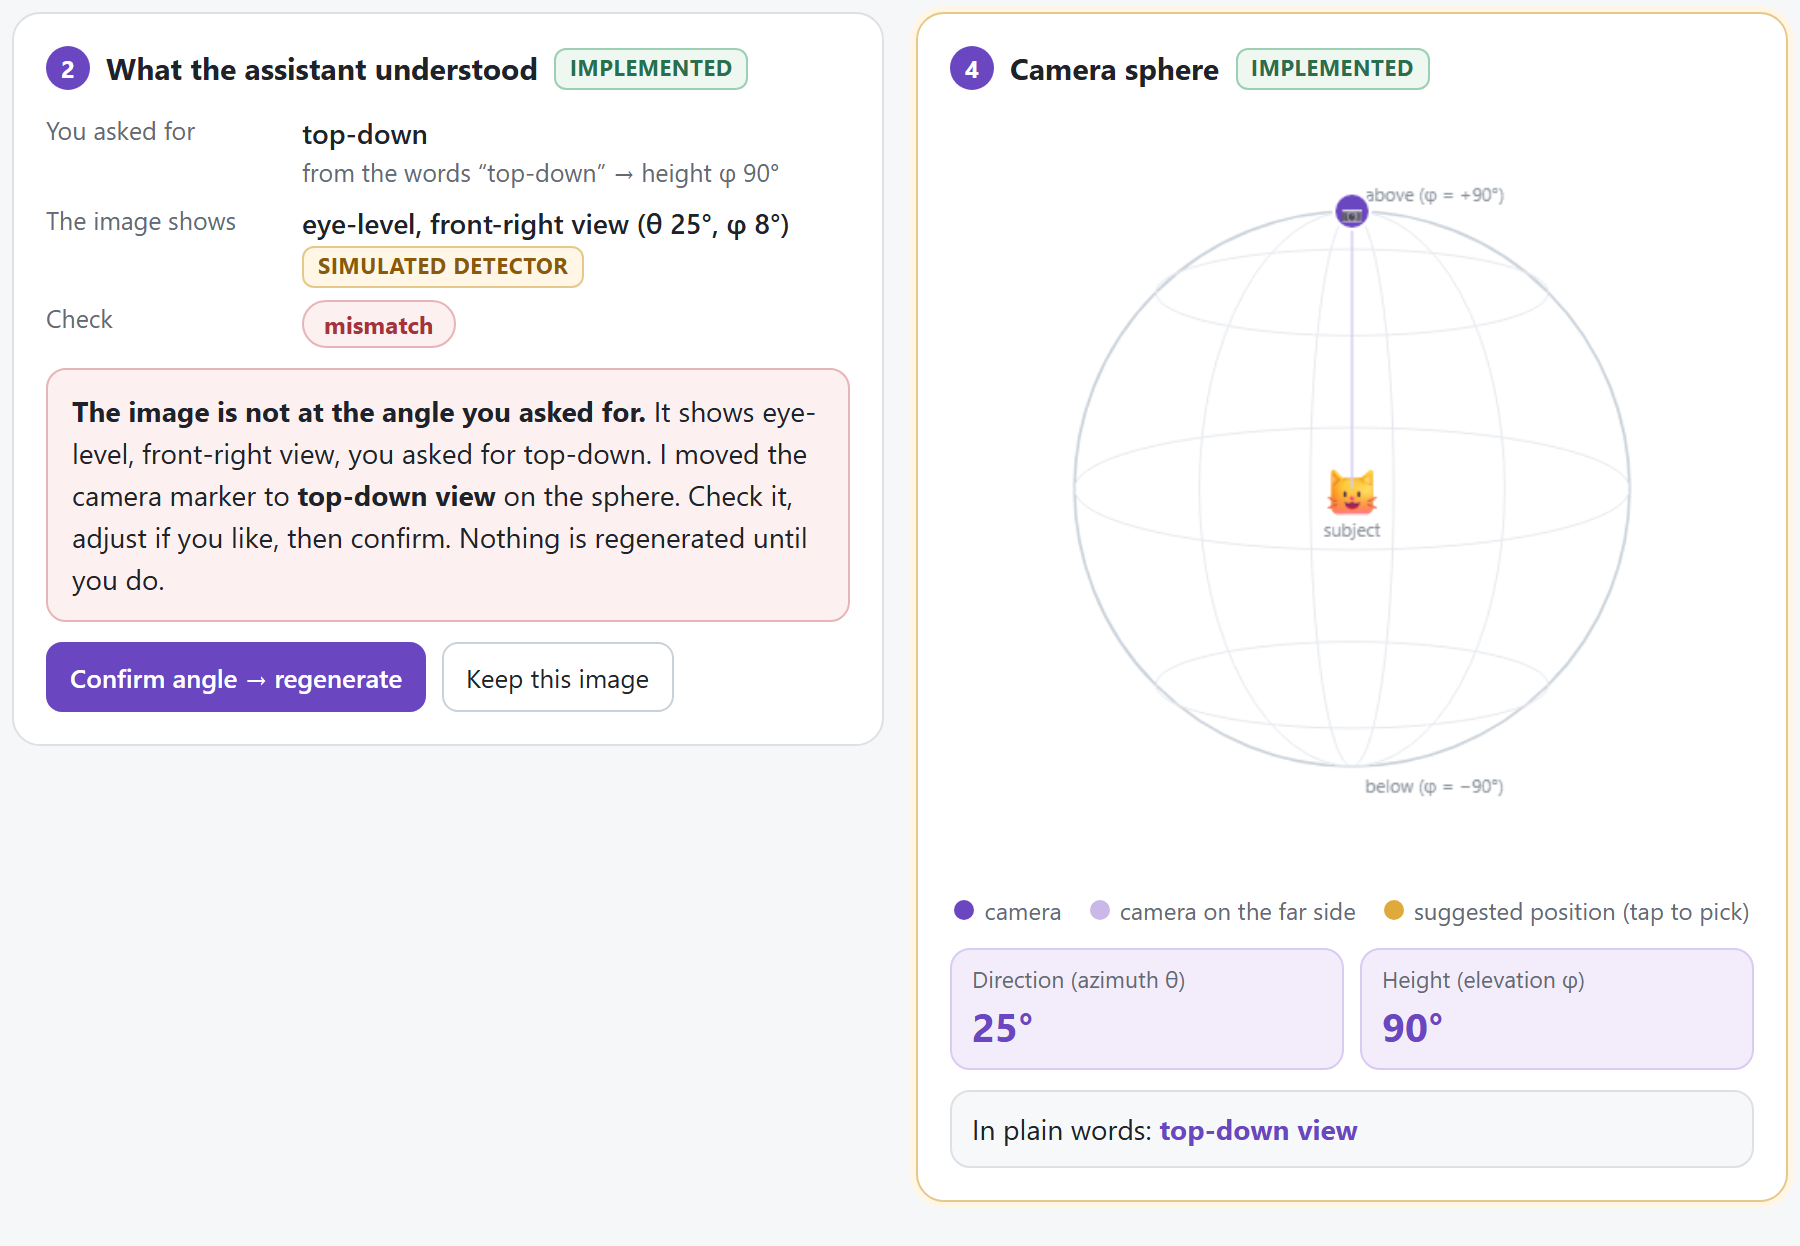 2 What the assistant understood IMPLEMENTED
You asked for top-down
from the words “top-down” → height φ 90°
The image shows eye-level, front-right view (θ 25°, φ 8°)
SIMULATED DETECTOR
Check mismatch
The image is not at the angle you asked for. It shows eye-
level, front-right view, you asked for top-down. I moved the
camera marker to top-down view on the sphere. Check it,
adjust if you like, then confirm. Nothing is regenerated until
you do.
Confirm angle → regenerate Keep this image
4 Camera sphere IMPLEMENTED
above (φ = +90°)
subject
below (φ = −90°)
camera camera on the far side suggested position (tap to pick)
Direction (azimuth θ) Height (elevation φ)
25° 90°
In plain words: top-down view